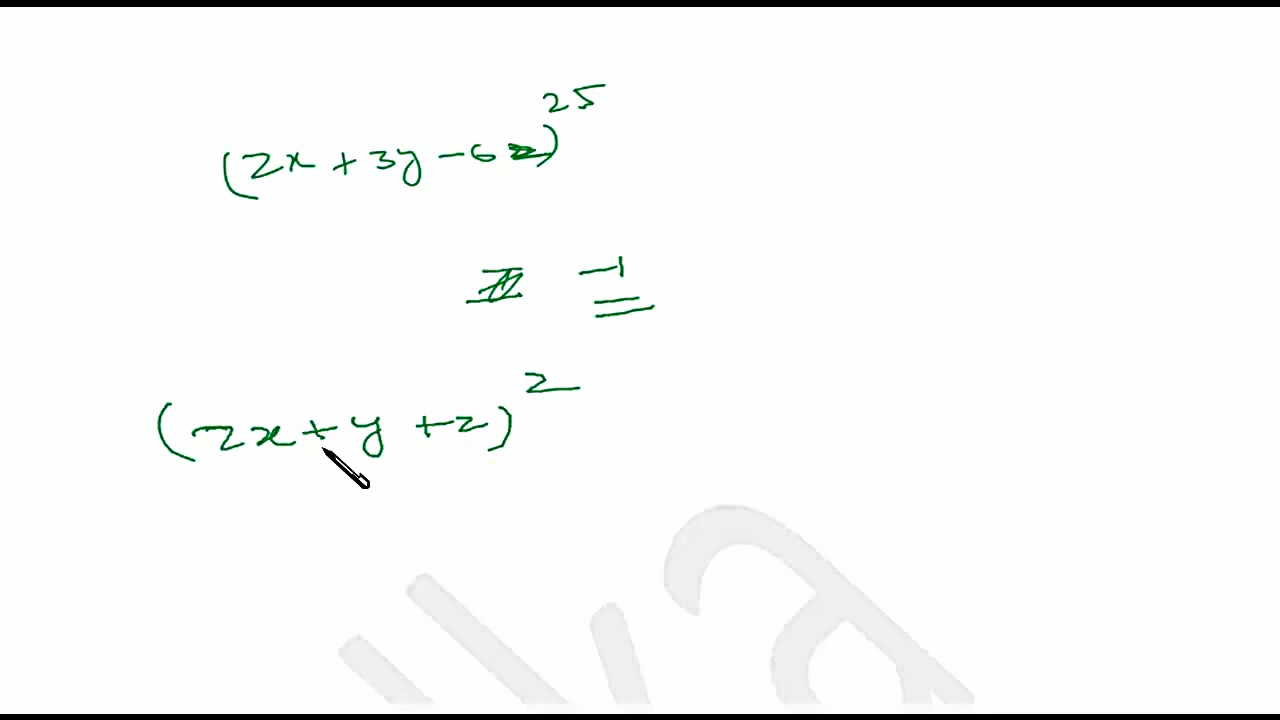 (2x + 3y - 6z)^25
-1
(2x + y + z)^2